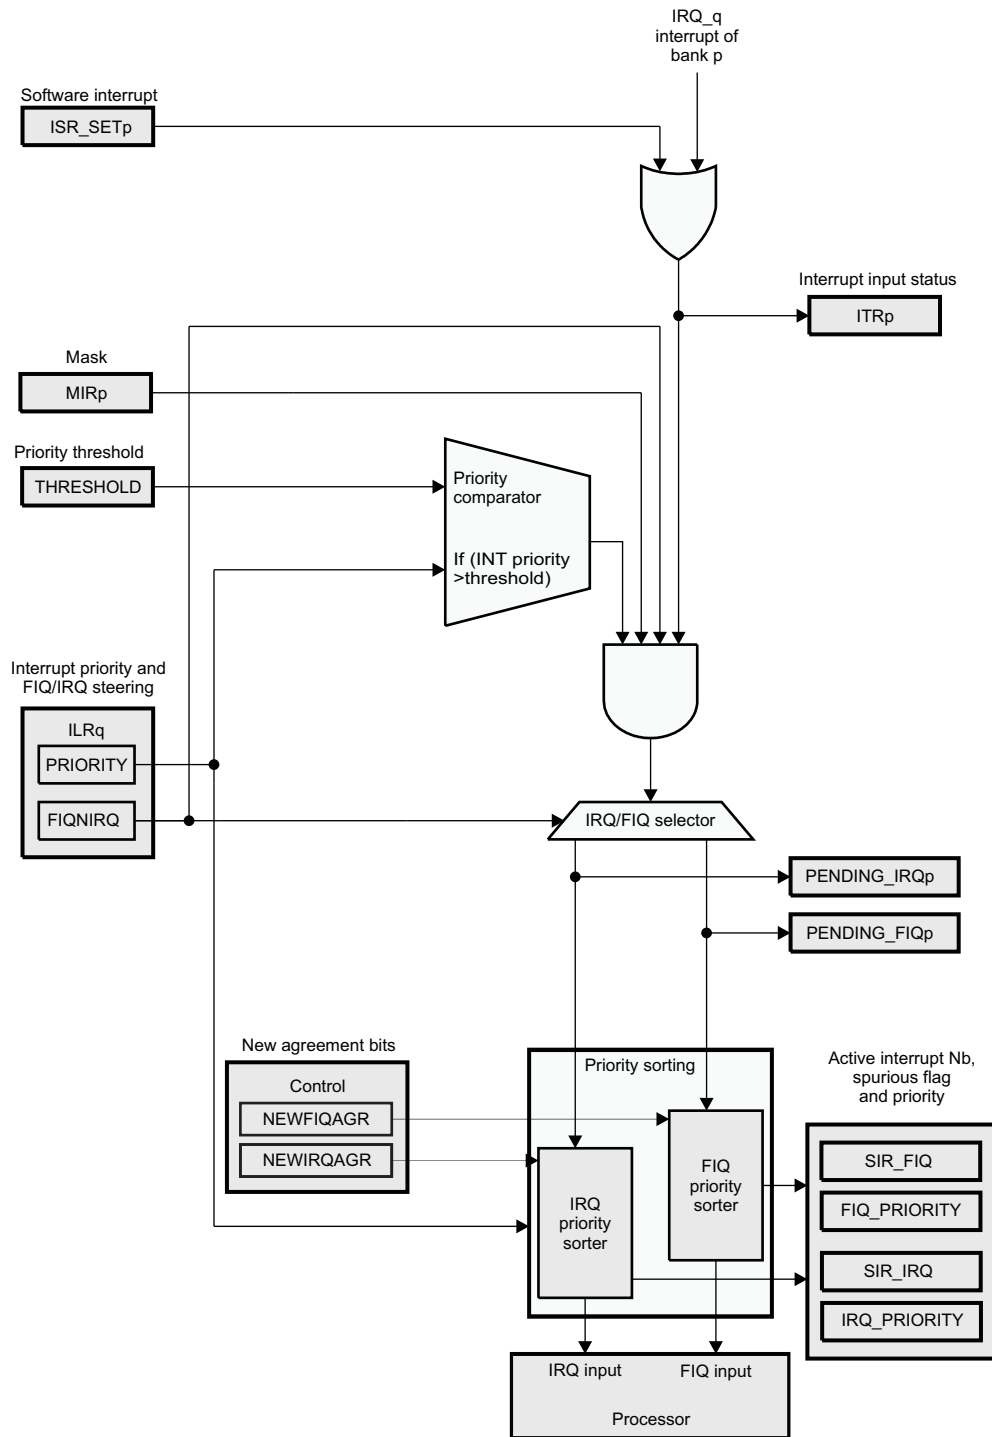 IRQ_q
interrupt of
bank p
Software interrupt
ISR_SETp
Interrupt input status
ITRp
Mask
MIRp
Priority threshold
THRESHOLD
Priority
comparator
If (INT priority
>threshold)
Interrupt priority and
FIQ/IRQ steering
ILRq
PRIORITY
FIQNIRQ
IRQ/FIQ selector
PENDING_IRQp
PENDING_FIQp
New agreement bits
Control
NEWFIQAGR
NEWIRQAGR
Priority sorting
IRQ
priority
sorter
FIQ
priority
sorter
Active interrupt Nb,
spurious flag
and priority
SIR_FIQ
FIQ_PRIORITY
SIR_IRQ
IRQ_PRIORITY
IRQ input
FIQ input
Processor